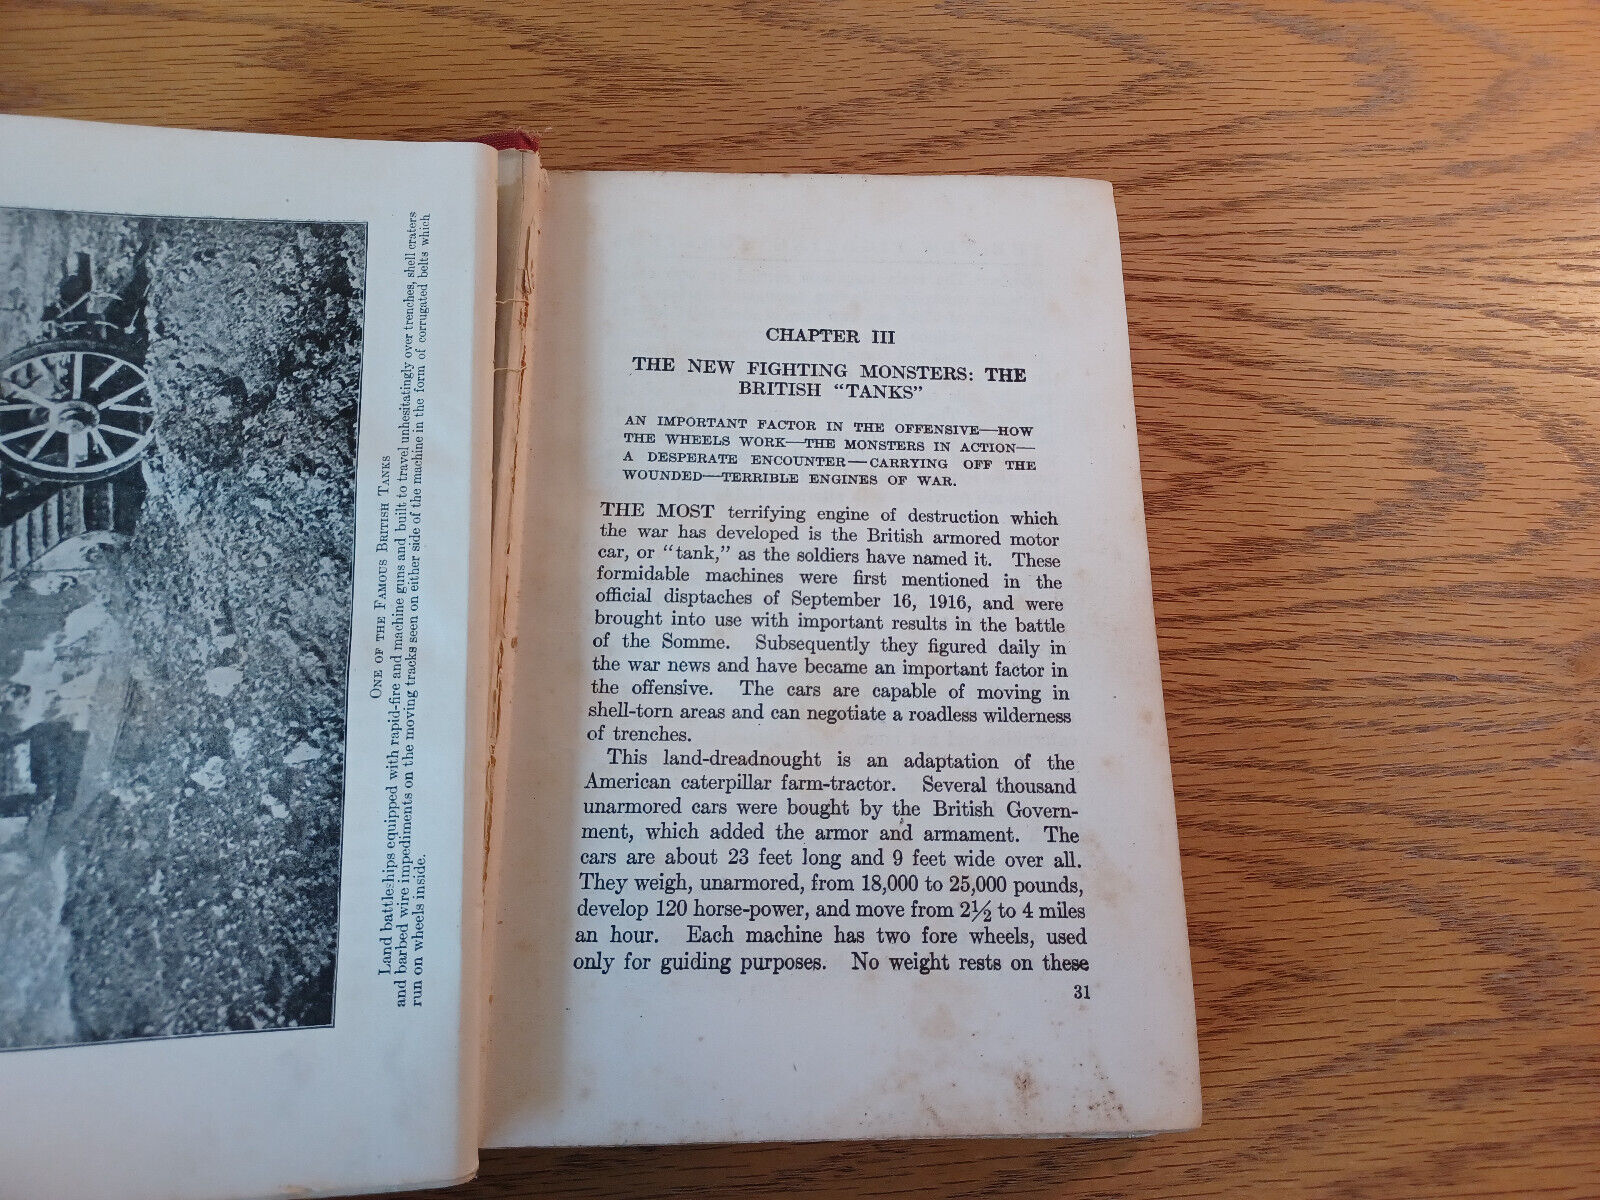 ONE OF THE FAMOUS BRITISH TANKS
Land battleships equipped with rapid-fire and machine guns and built to travel unhesitatingly over trenches, shell craters
and barbed wire impediments on the moving tracks seen on either side of the machine in the form of corrugated belts which
run on wheels inside.
CHAPTER III
THE NEW FIGHTING MONSTERS: THE
BRITISH “TANKS”
AN IMPORTANT FACTOR IN THE OFFENSIVE—HOW
THE WHEELS WORK—THE MONSTERS IN ACTION—
A DESPERATE ENCOUNTER—CARRYING OFF THE
WOUNDED—TERRIBLE ENGINES OF WAR.
THE MOST terrifying engine of destruction which
the war has developed is the British armored motor
car, or “tank,” as the soldiers have named it. These
formidable machines were first mentioned in the
official disptaches of September 16, 1916, and were
brought into use with important results in the battle
of the Somme. Subsequently they figured daily in
the war news and have became an important factor in
the offensive. The cars are capable of moving in
shell-torn areas and can negotiate a roadless wilderness
of trenches.
This land-dreadnought is an adaptation of the
American caterpillar farm-tractor. Several thousand
unarmored cars were bought by the British Govern-
ment, which added the armor and armament. The
cars are about 23 feet long and 9 feet wide over all.
They weigh, unarmored, from 18,000 to 25,000 pounds,
develop 120 horse-power, and move from 2½ to 4 miles
an hour. Each machine has two fore wheels, used
only for guiding purposes. No weight rests on these
31